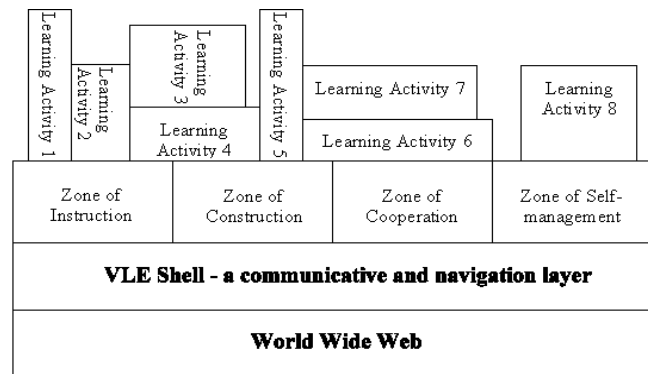 Learning Activity 1
Learning
Activity 2
Learning
Activity 3
Learning
Activity 4
Learning Activity 5
Learning Activity 7
Learning Activity 6
Learning
Activity 8
Zone of
Instruction
Zone of
Construction
Zone of
Cooperation
Zone of Self-
management
VLE Shell - a communicative and navigation layer
World Wide Web